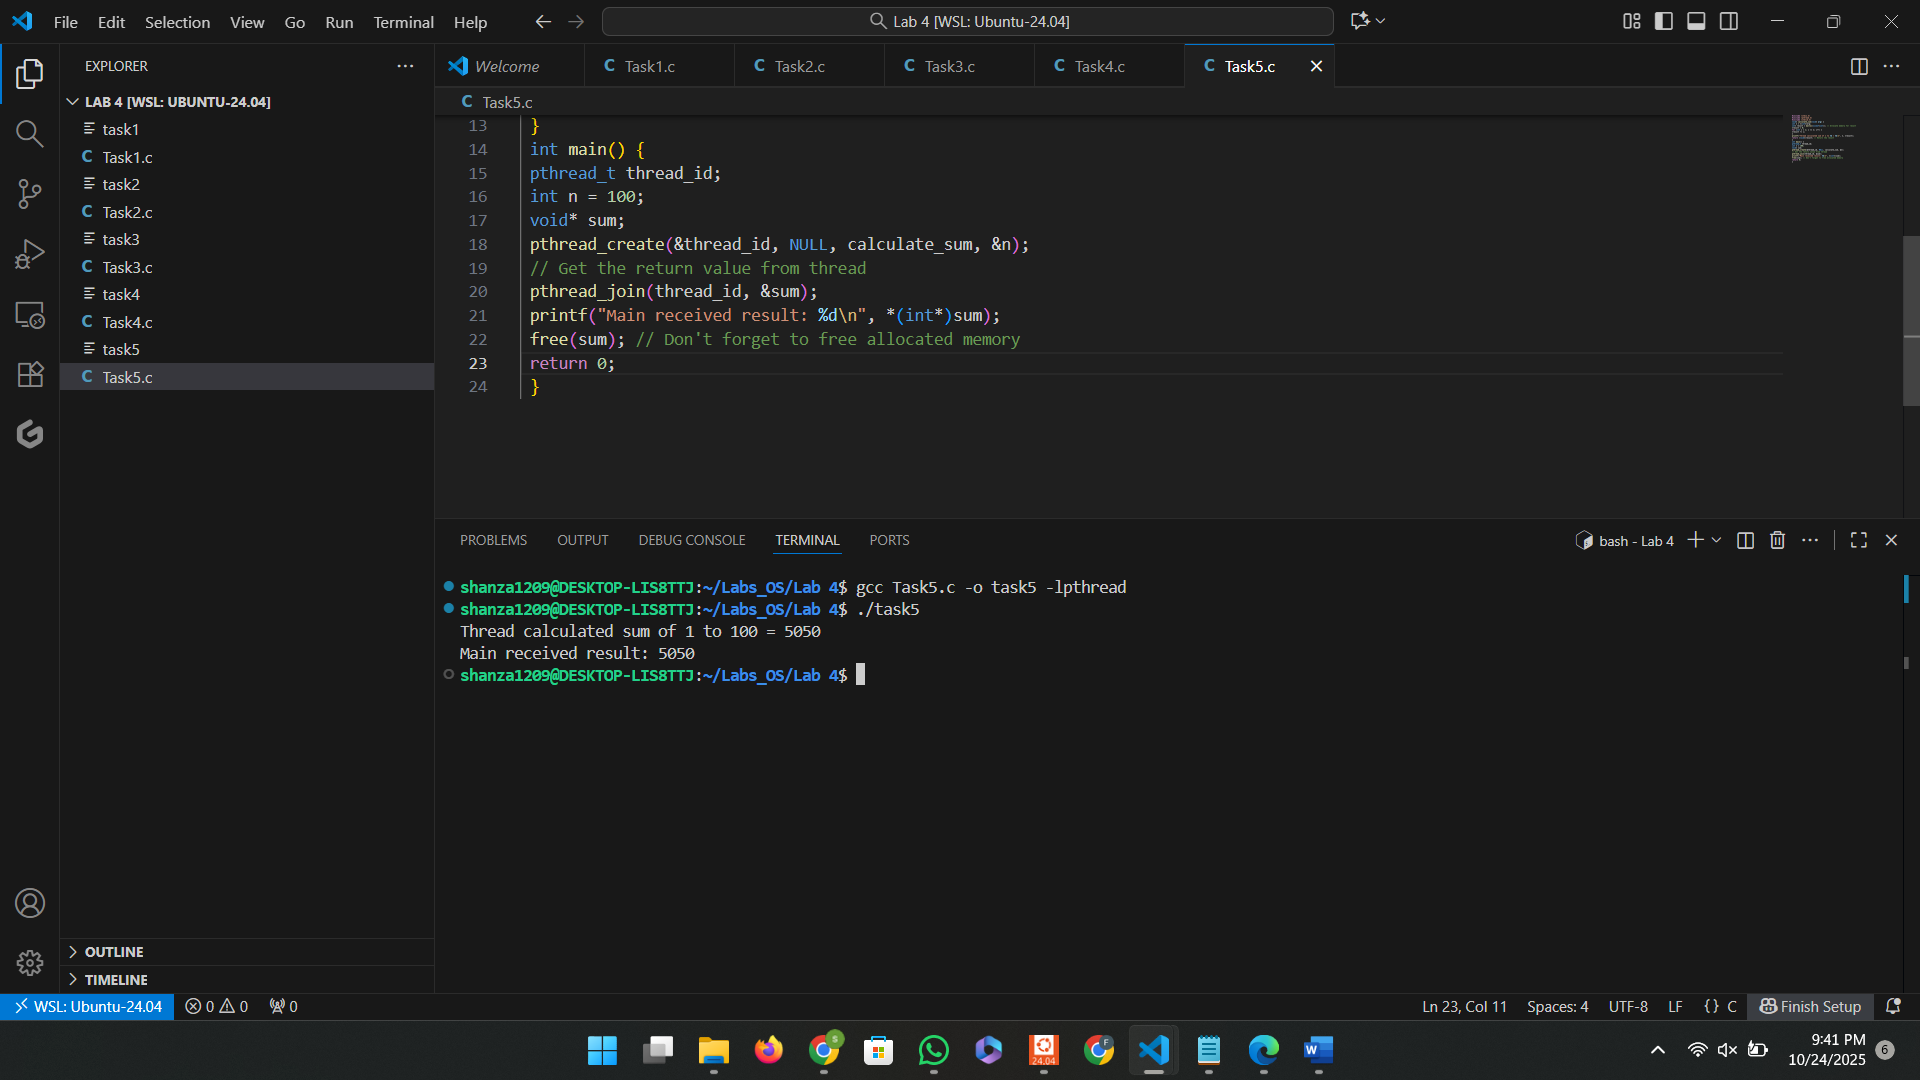 File Edit Selection View Go Run Terminal Help
Lab 4 [WSL: Ubuntu-24.04]
EXPLORER
LAB 4 [WSL: UBUNTU-24.04]
task1
C Task1.c
task2
C Task2.c
task3
C Task3.c
task4
C Task4.c
task5
C Task5.c
OUTLINE
TIMELINE
Welcome
C Task1.c
C Task2.c
C Task3.c
C Task4.c
C Task5.c
C Task5.c
13 }
14 int main() {
15 pthread_t thread_id;
16 int n = 100;
17 void* sum;
18 pthread_create(&thread_id, NULL, calculate_sum, &n);
19 // Get the return value from thread
20 pthread_join(thread_id, &sum);
21 printf("Main received result: %d\n", *(int*)sum);
22 free(sum); // Don't forget to free allocated memory
23 return 0;
24 }
PROBLEMS OUTPUT DEBUG CONSOLE TERMINAL PORTS
bash - Lab 4
shanza1209@DESKTOP-LIS8TTJ:~/Labs_OS/Lab 4$ gcc Task5.c -o task5 -lpthread
shanza1209@DESKTOP-LIS8TTJ:~/Labs_OS/Lab 4$ ./task5
Thread calculated sum of 1 to 100 = 5050
Main received result: 5050
shanza1209@DESKTOP-LIS8TTJ:~/Labs_OS/Lab 4$
WSL: Ubuntu-24.04 0 0 0
Ln 23, Col 11 Spaces: 4 UTF-8 LF {} C Finish Setup
S
24.04
F
W
9:41 PM
10/24/2025
6